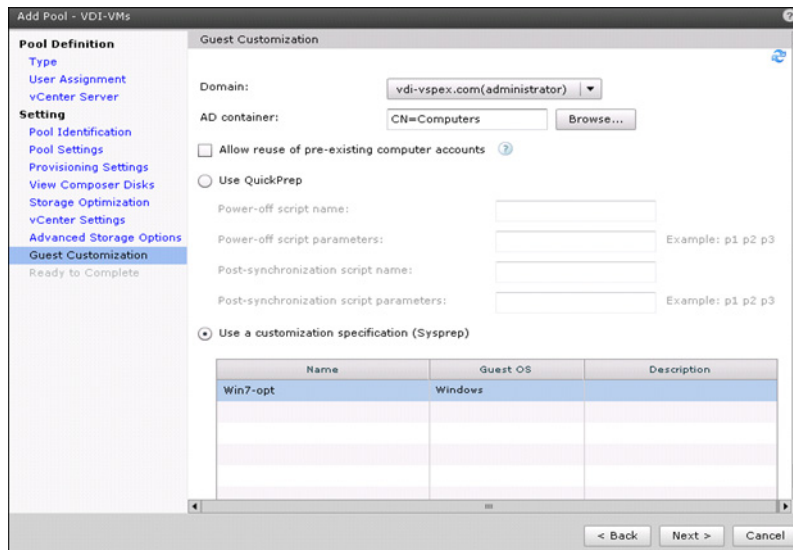 Add Pool - VDI-VMs
Pool Definition
Type
User Assignment
vCenter Server
Setting
Pool Identification
Pool Settings
Provisioning Settings
View Composer Disks
Storage Optimization
vCenter Settings
Advanced Storage Options
Guest Customization
Ready to Complete
Guest Customization
Domain: vdi-vspex.com(administrator)
AD container: CN=Computers Browse...
Allow reuse of pre-existing computer accounts ?
Use QuickPrep
Power-off script name:
Power-off script parameters: Example: p1 p2 p3
Post-synchronization script name:
Post-synchronization script parameters: Example: p1 p2 p3
Use a customization specification (Sysprep)
Name Guest OS Description
Win7-opt Windows
< Back Next > Cancel